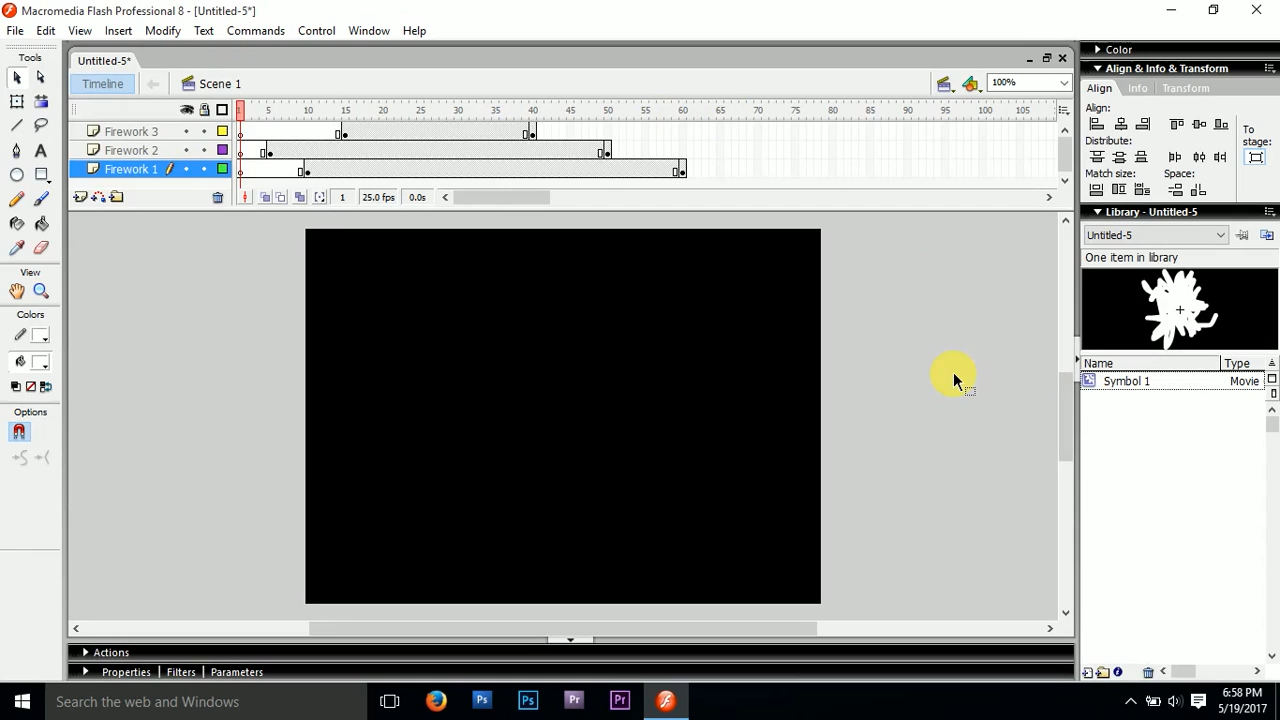 Macromedia Flash Professional 8 - [Untitled-5*]
File Edit View Insert Modify Text Commands Control Window Help
Tools
Untitled-5*
Timeline
Scene 1
100%
5 10 15 20 25 30 35 40 45 50 55 60 65 70 75 80 85 90 95 100 105
Firework 3
Firework 2
Firework 1
1 25.0 fps 0.0s
View
Colors
Options
Color
Align & Info & Transform
Align Info Transform
Align:
To stage:
Distribute:
Match size: Space:
Library - Untitled-5
Untitled-5
One item in library
Name Type
Symbol 1 Movie
Actions
Properties Filters Parameters
Search the web and Windows
6:58 PM
5/19/2017